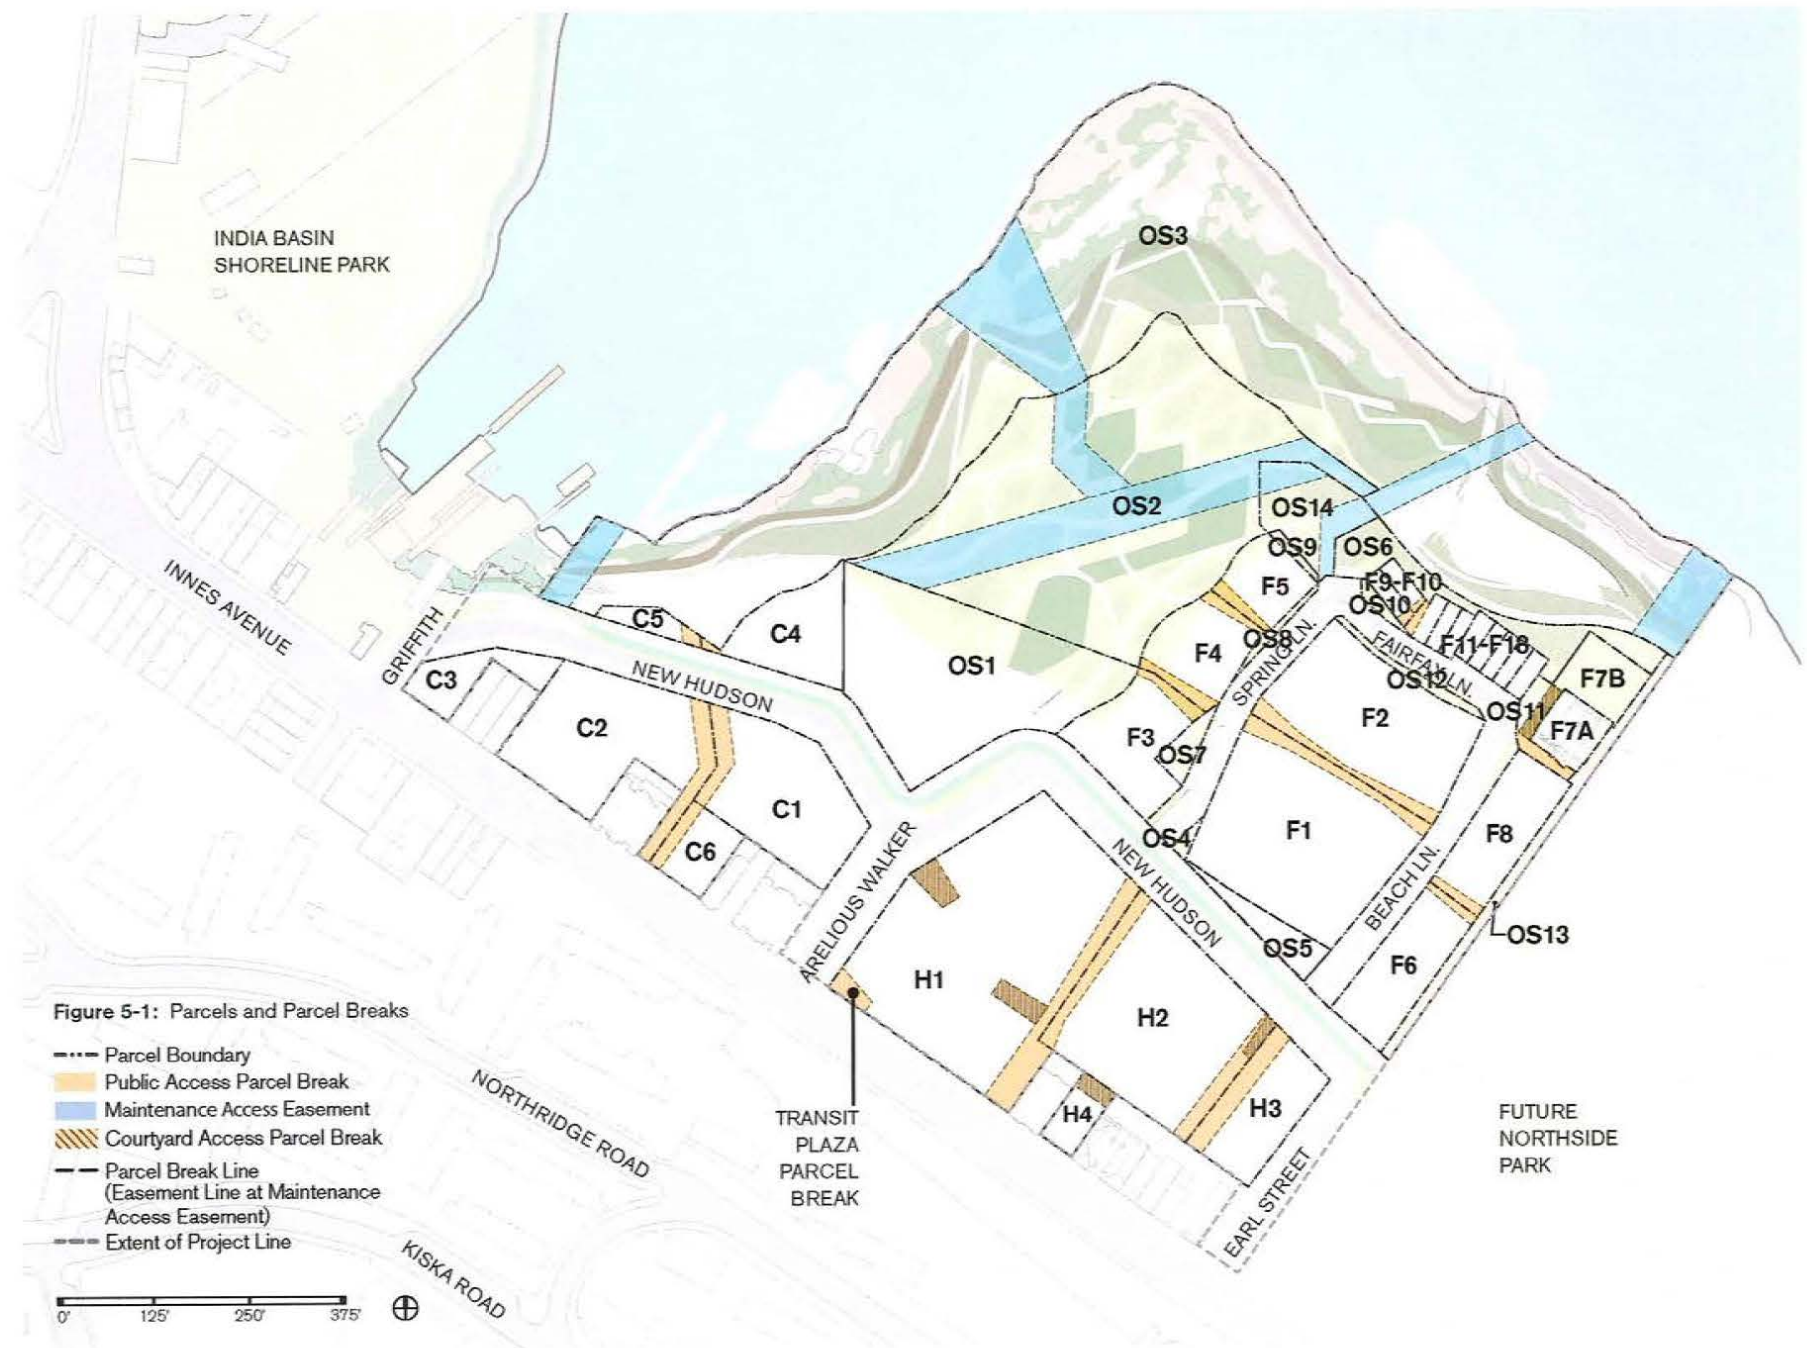 INDIA BASIN
SHORELINE PARK
OS3
OS2
OS14
OS9
OS6
F5
F9-F10
OS10
C5
C4
OS8
F11-F18
INNES AVENUE
GRIFFITH
C3
NEW HUDSON
OS1
F4
SPRING LN.
FAIRFAX LN.
OS12
F7B
C2
F3
OS7
F2
OS11
F7A
C1
C6
OS4
F1
F8
ARELIOUS WALKER
NEW HUDSON
BEACH LN.
OS5
OS13
F6
H1
H2
Figure 5-1: Parcels and Parcel Breaks
Parcel Boundary
Public Access Parcel Break
Maintenance Access Easement
Courtyard Access Parcel Break
Parcel Break Line
(Easement Line at Maintenance
Access Easement)
Extent of Project Line
0'
125'
250'
375'
NORTHRIDGE ROAD
KISKA ROAD
TRANSIT
PLAZA
PARCEL
BREAK
H4
H3
EARL STREET
FUTURE
NORTHSIDE
PARK